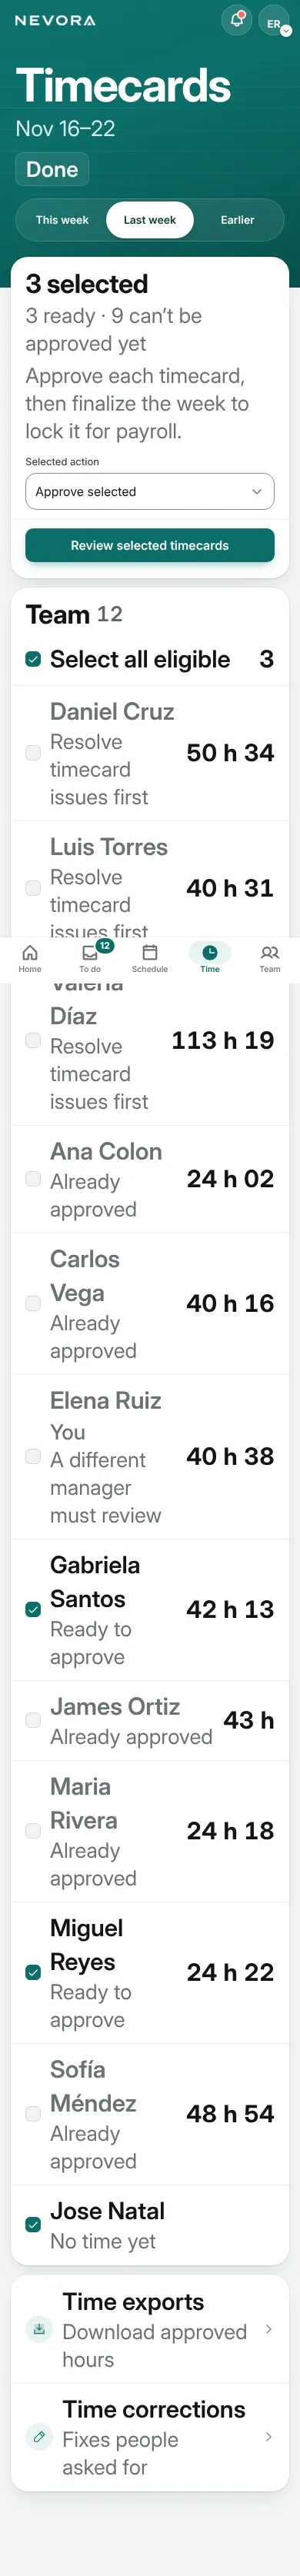 NEVORA
ER
Timecards
Nov 16–22
Done
This week
Last week
Earlier
3 selected
3 ready · 9 can’t be
approved yet
Approve each timecard,
then finalize the week to
lock it for payroll.
Selected action
Approve selected
Review selected timecards
Team 12
Select all eligible 3
Daniel Cruz
Resolve
timecard
issues first
50 h 34
Luis Torres
Resolve
timecard
issues first
40 h 31
Home
To do
12
Schedule
Time
Team
Valeria
Díaz
Resolve
timecard
issues first
113 h 19
Ana Colon
Already
approved
24 h 02
Carlos
Vega
Already
approved
40 h 16
Elena Ruiz
You
A different
manager
must review
40 h 38
Gabriela
Santos
Ready to
approve
42 h 13
James Ortiz
Already approved
43 h
Maria
Rivera
Already
approved
24 h 18
Miguel
Reyes
Ready to
approve
24 h 22
Sofía
Méndez
Already
approved
48 h 54
Jose Natal
No time yet
Time exports
Download approved
hours
Time corrections
Fixes people
asked for